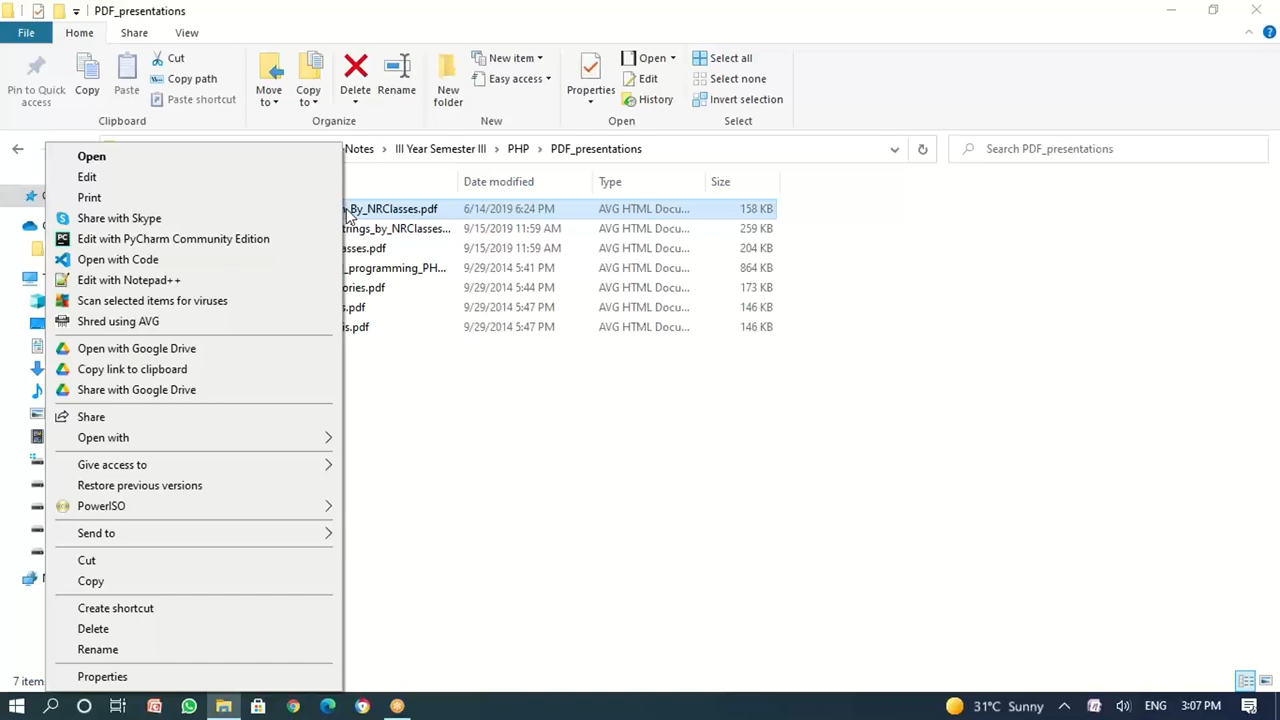 PDF_presentations
File Home Share View
Pin to Quick access
Copy
Paste
Cut
Copy path
Paste shortcut
Clipboard
Move to
Copy to
Delete
Rename
Organize
New folder
New item
Easy access
New
Properties
Open
Edit
History
Open
Select all
Select none
Invert selection
Select
Notes III Year Semester III PHP PDF_presentations
Search PDF_presentations
Date modified Type Size
By_NRClasses.pdf 6/14/2019 6:24 PM AVG HTML Docu... 158 KB
trings_by_NRClasses... 9/15/2019 11:59 AM AVG HTML Docu... 259 KB
asses.pdf 9/15/2019 11:59 AM AVG HTML Docu... 204 KB
_programming_PH... 9/29/2014 5:41 PM AVG HTML Docu... 864 KB
ories.pdf 9/29/2014 5:44 PM AVG HTML Docu... 173 KB
s.pdf 9/29/2014 5:47 PM AVG HTML Docu... 146 KB
is.pdf 9/29/2014 5:47 PM AVG HTML Docu... 146 KB
Open
Edit
Print
Share with Skype
Edit with PyCharm Community Edition
Open with Code
Edit with Notepad++
Scan selected items for viruses
Shred using AVG
Open with Google Drive
Copy link to clipboard
Share with Google Drive
Share
Open with
Give access to
Restore previous versions
PowerISO
Send to
Cut
Copy
Create shortcut
Delete
Rename
Properties
7 item
31°C Sunny ENG 3:07 PM